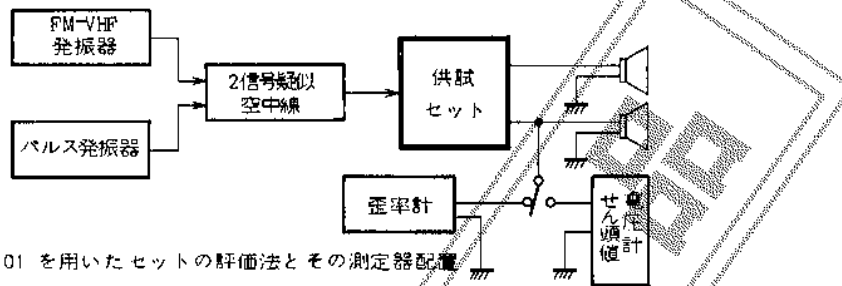 FM-VHF
発振器
2信号疑似
空中線
供試
セット
パルス発振器
歪率計
せん頭値
電圧計
01 を用いたセットの評価法とその測定器配置